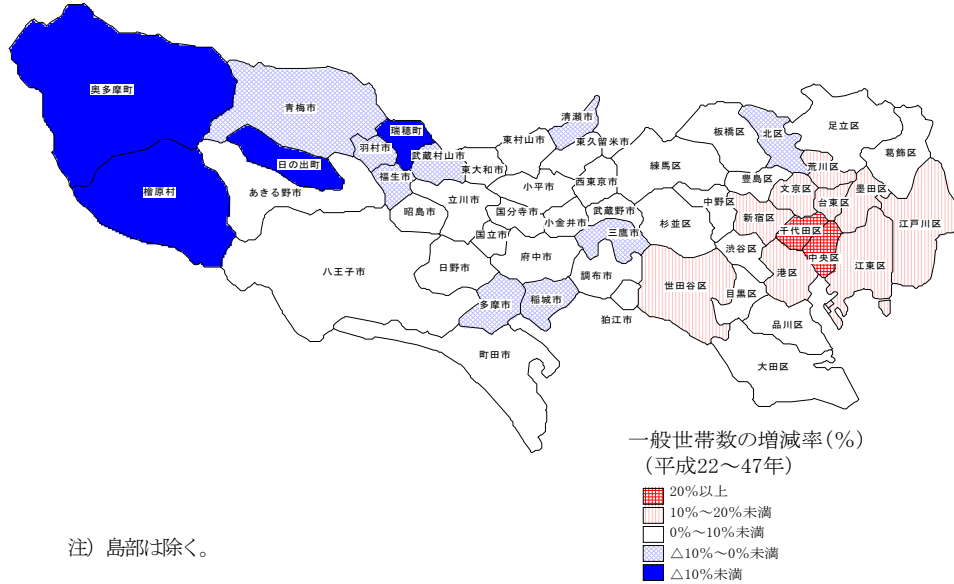 奥多摩町
青梅市
清瀬市
瑞穂町
羽村市
武蔵村山市
東村山市
東久留米市
板橋区
北区
足立区
日の出町
福生市
東大和市
練馬区
豊島区
荒川区
葛飾区
檜原村
あきる野市
昭島市
立川市
小平市
西東京市
中野区
文京区
台東区
墨田区
国分寺市
小金井市
武蔵野市
三鷹市
杉並区
新宿区
千代田区
江戸川区
国立市
府中市
渋谷区
中央区
江東区
八王子市
日野市
調布市
世田谷区
目黒区
港区
多摩市
稲城市
狛江市
品川区
町田市
大田区
一般世帯数の増減率(%)
(平成22~47年)
20%以上
10%~20%未満
0%~10%未満
△10%~0%未満
△10%未満
注) 島部は除く。